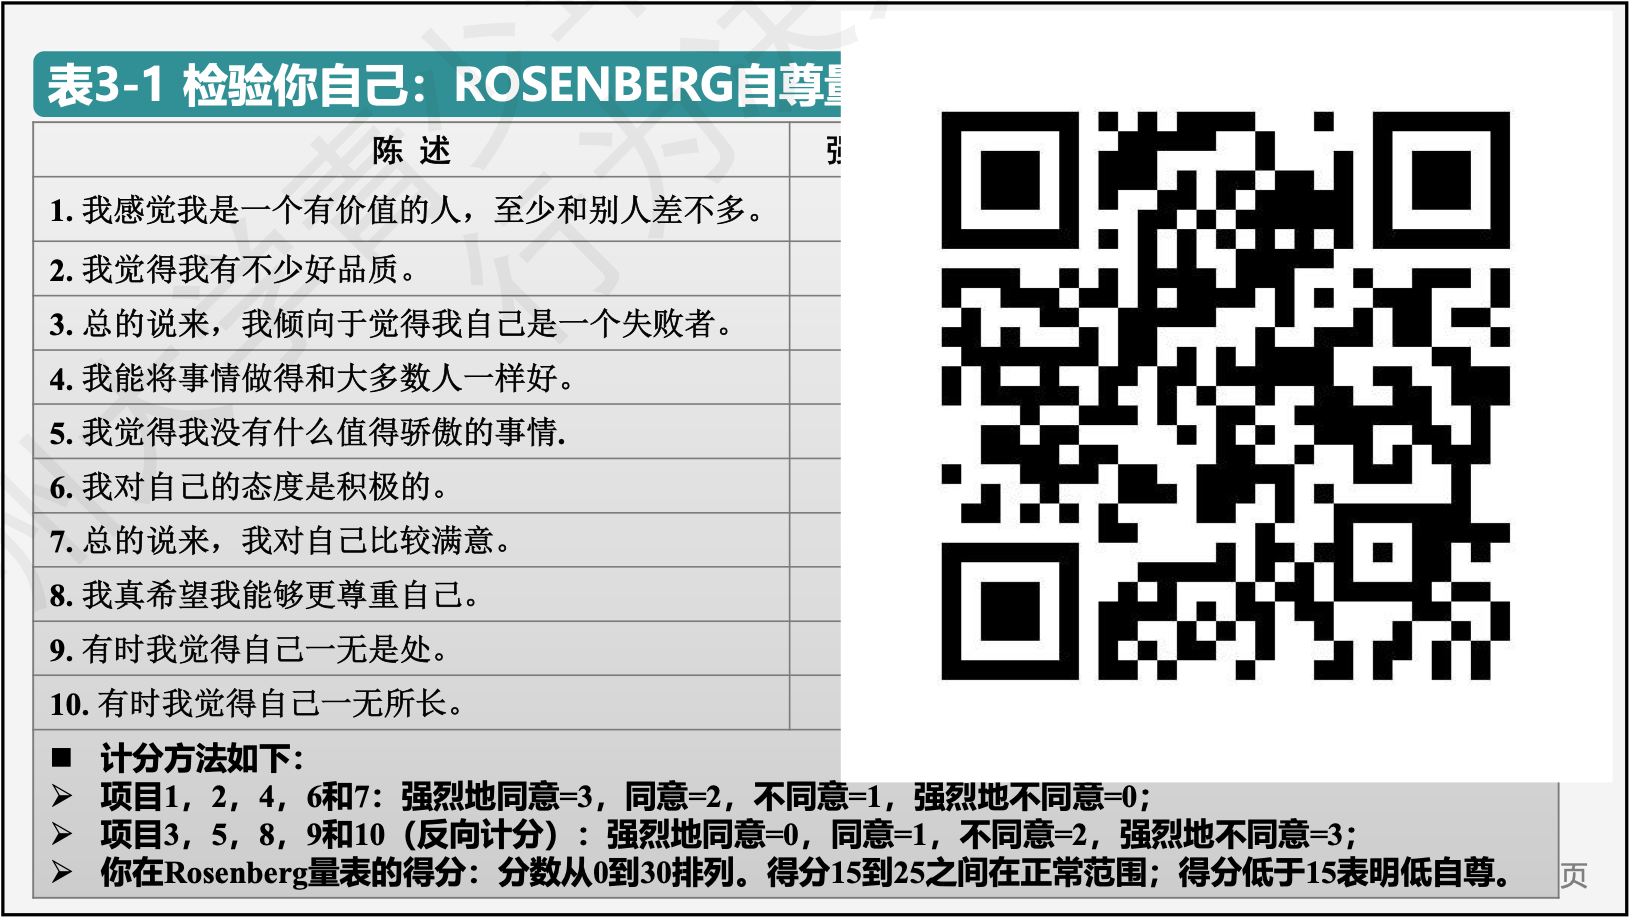 表3-1 检验你自己：ROSENBERG自尊量
陈 述
强
1. 我感觉我是一个有价值的人，至少和别人差不多。
2. 我觉得我有不少好品质。
3. 总的说来，我倾向于觉得我自己是一个失败者。
4. 我能将事情做得和大多数人一样好。
5. 我觉得我没有什么值得骄傲的事情.
6. 我对自己的态度是积极的。
7. 总的说来，我对自己比较满意。
8. 我真希望我能够更尊重自己。
9. 有时我觉得自己一无是处。
10. 有时我觉得自己一无所长。
■ 计分方法如下：
➢ 项目1，2，4，6和7：强烈地同意=3，同意=2，不同意=1，强烈地不同意=0；
➢ 项目3，5，8，9和10（反向计分）：强烈地同意=0，同意=1，不同意=2，强烈地不同意=3；
➢ 你在Rosenberg量表的得分：分数从0到30排列。得分15到25之间在正常范围；得分低于15表明低自尊。
页